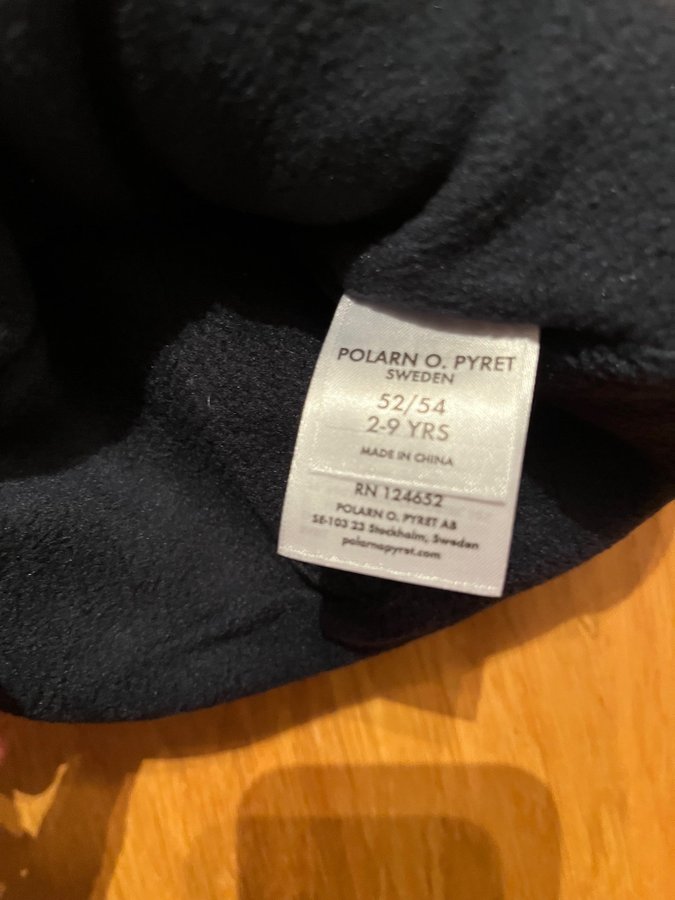 POLARN O. PYRET
SWEDEN
52/54
2-9 YRS
MADE IN CHINA
RN 124652
POLARN O. PYRET AB
SE-103 23 Stockholm, Sweden
polarnopyret.com